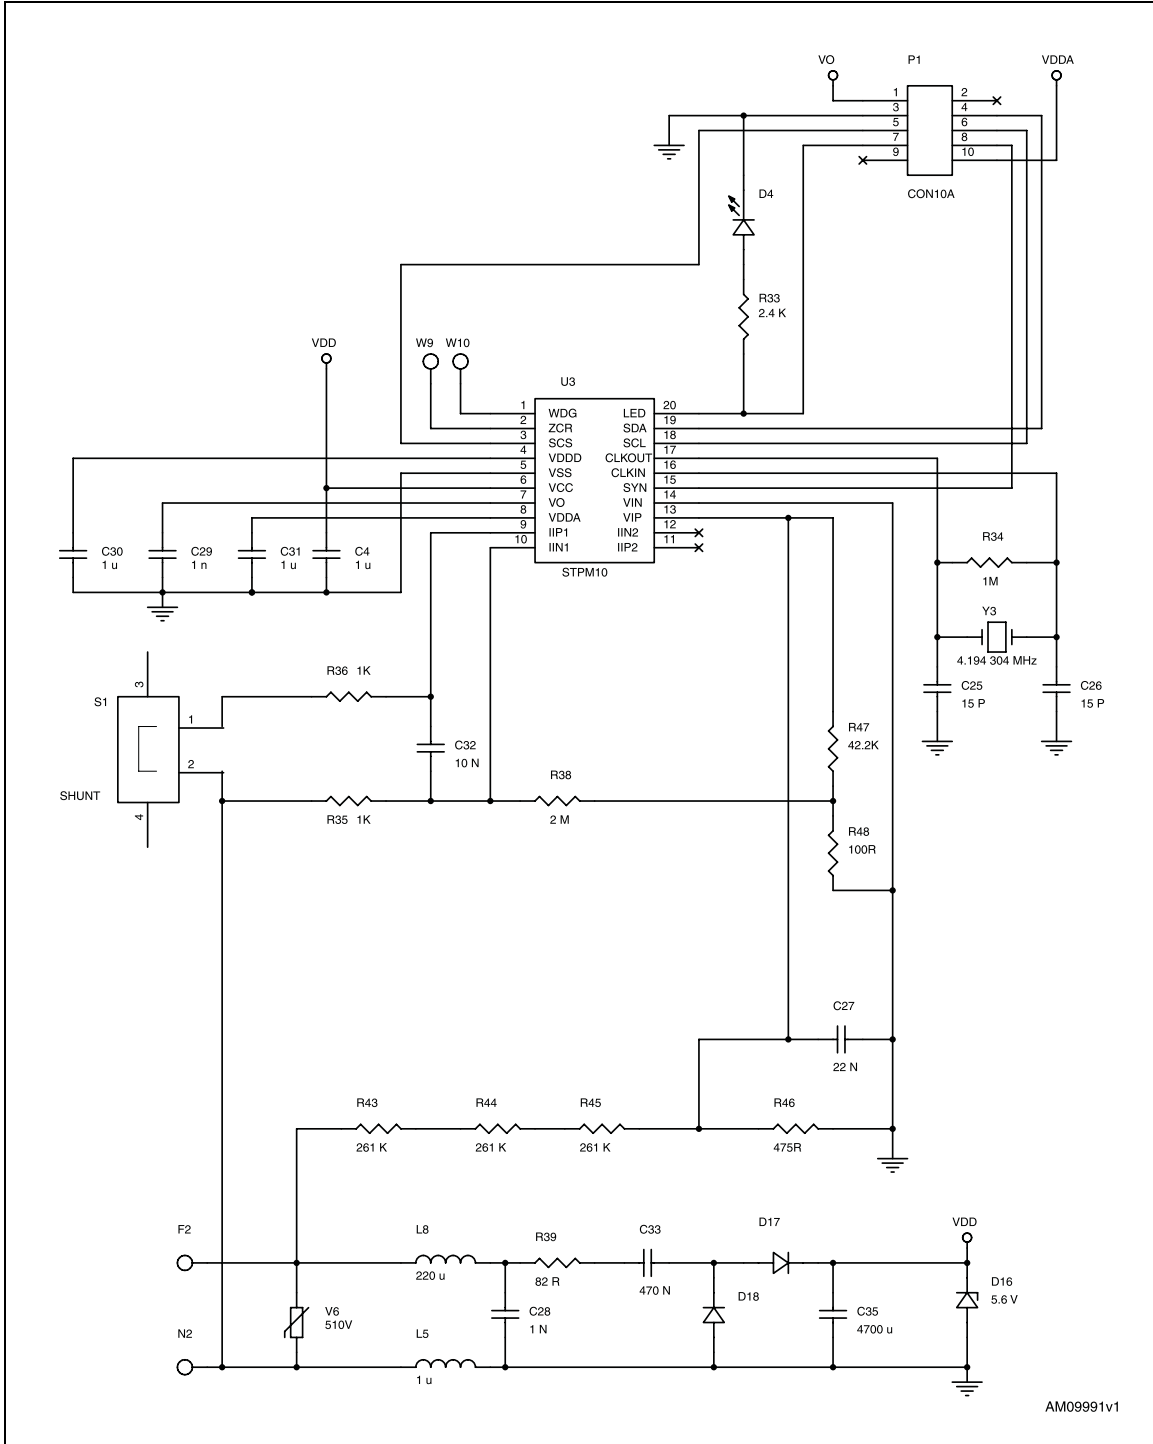 VO P1 VDDA
1 2
3 4
5 6
7 8
9 10
D4 CON10A
R33
2.4 K
VDD W9 W10
U3
1 WDG LED 20
2 ZCR SDA 19
3 SCS SCL 18
4 VDDD CLKOUT 17
5 VSS CLKIN 16
6 VCC SYN 15
7 VO VIN 14
8 VDDA VIP 13
9 IIP1 IIN2 12
10 IIN1 IIP2 11
STPM10
C30
1 u
C29
1 n
C31
1 u
C4
1 u
R34
1M
Y3
4.194 304 MHz
C25
15 P
C26
15 P
S1
3
1
2
4
SHUNT
R36 1K
C32
10 N
R35 1K
R38
2 M
R47
42.2K
R48
100R
C27
22 N
R43
261 K
R44
261 K
R45
261 K
R46
475R
F2
L8
220 u
R39
82 R
C33
470 N
D17
VDD
D16
5.6 V
D18
V6
510V
C28
1 N
C35
4700 u
N2
L5
1 u
AM09991v1